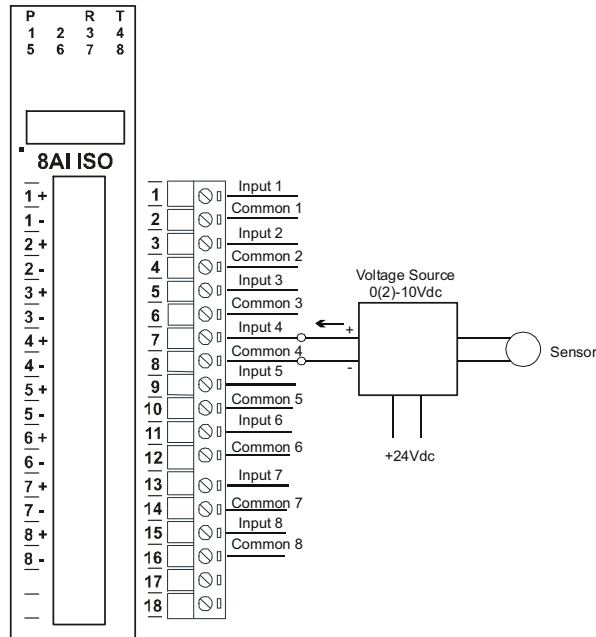 P R T
1 2 3 4
5 6 7 8
8AI ISO
1 +
1 -
2 +
2 -
3 +
3 -
4 +
4 -
5 +
5 -
6 +
6 -
7 +
7 -
8 +
8 -
1 Input 1
2 Common 1
3 Input 2
4 Common 2
5 Input 3
6 Common 3
7 Input 4
8 Common 4
9 Input 5
10 Common 5
11 Input 6
12 Common 6
13 Input 7
14 Common 7
15 Input 8
16 Common 8
17
18
Voltage Source
0(2)-10Vdc
+
-
Sensor
+24Vdc